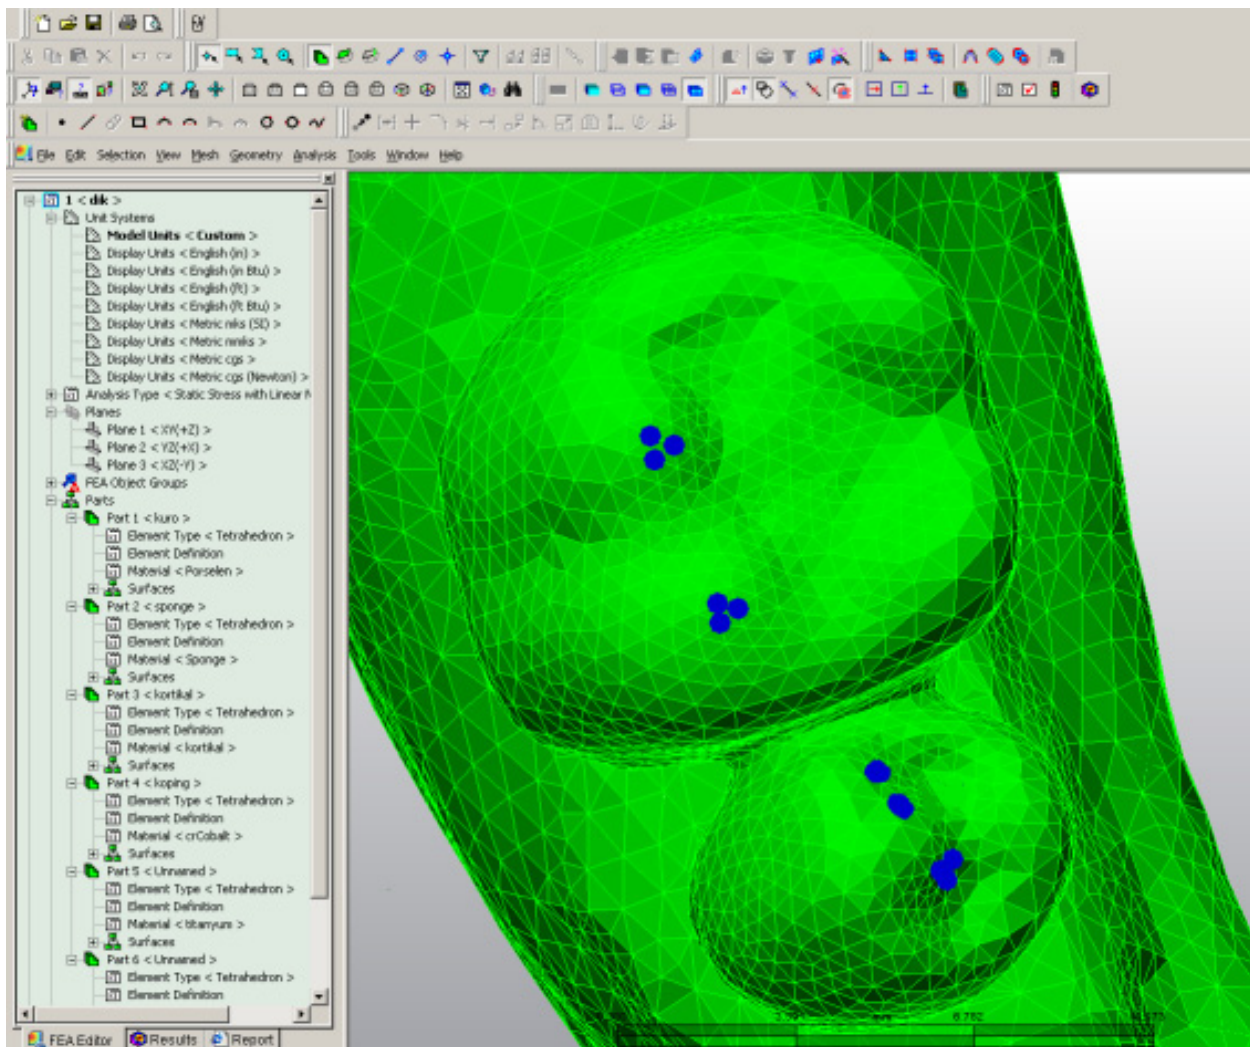 File Edit Selection View Mesh Geometry Analysis Tools Window Help
1 < dik >
Unit Systems
Model Units < Custom >
Display Units < English (in) >
Display Units < English (in Btu) >
Display Units < English (ft) >
Display Units < English (ft Btu) >
Display Units < Metric mks (SI) >
Display Units < Metric mmks >
Display Units < Metric cgs >
Display Units < Metric cgs (Newton) >
Analysis Type < Static Stress with Linear M
Planes
Plane 1 < XY(+Z) >
Plane 2 < YZ(+X) >
Plane 3 < XZ(-Y) >
FEA Object Groups
Parts
Part 1 < kuro >
Element Type < Tetrahedron >
Element Definition
Material < Porselen >
Surfaces
Part 2 < sponge >
Element Type < Tetrahedron >
Element Definition
Material < Sponge >
Surfaces
Part 3 < kortikal >
Element Type < Tetrahedron >
Element Definition
Material < kortikal >
Surfaces
Part 4 < koping >
Element Type < Tetrahedron >
Element Definition
Material < crCobalt >
Surfaces
Part 5 < Unnamed >
Element Type < Tetrahedron >
Element Definition
Material < titanyum >
Surfaces
Part 6 < Unnamed >
Element Type < Tetrahedron >
Element Definition
FEA Editor Results Report